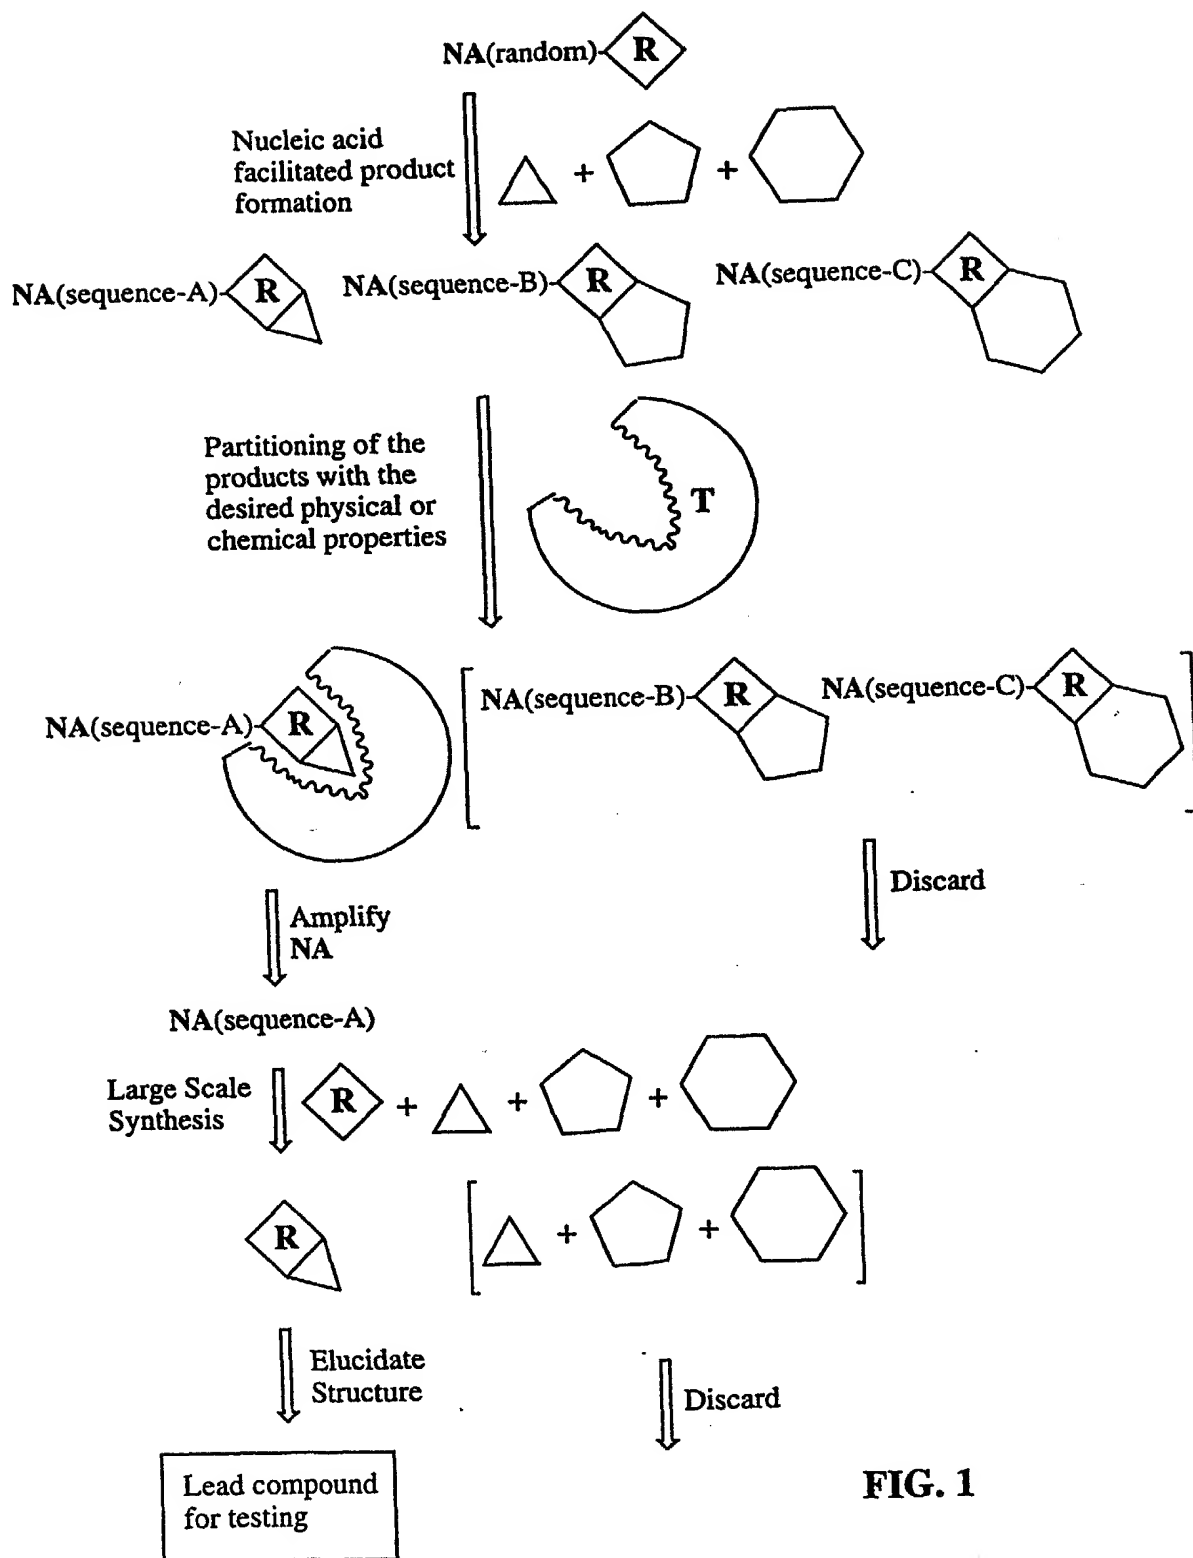 NA(random)-R
Nucleic acid
facilitated product
formation
+
+
NA(sequence-A)-R
NA(sequence-B)-R
NA(sequence-C)-R
Partitioning of the
products with the
desired physical or
chemical properties
T
NA(sequence-A)-R
NA(sequence-B)-R
NA(sequence-C)-R
Amplify
NA
Discard
NA(sequence-A)
Large Scale
Synthesis
R + + +
R
+ +
Elucidate
Structure
Discard
Lead compound
for testing
FIG. 1